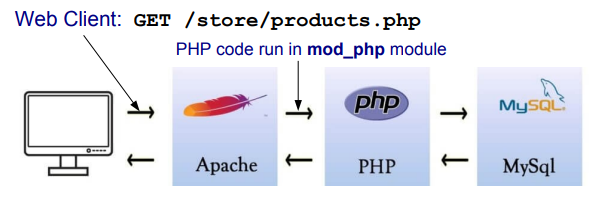 Web Client: GET /store/products.php
PHP code run in mod_php module
php
MySQL
Apache
PHP
MySql